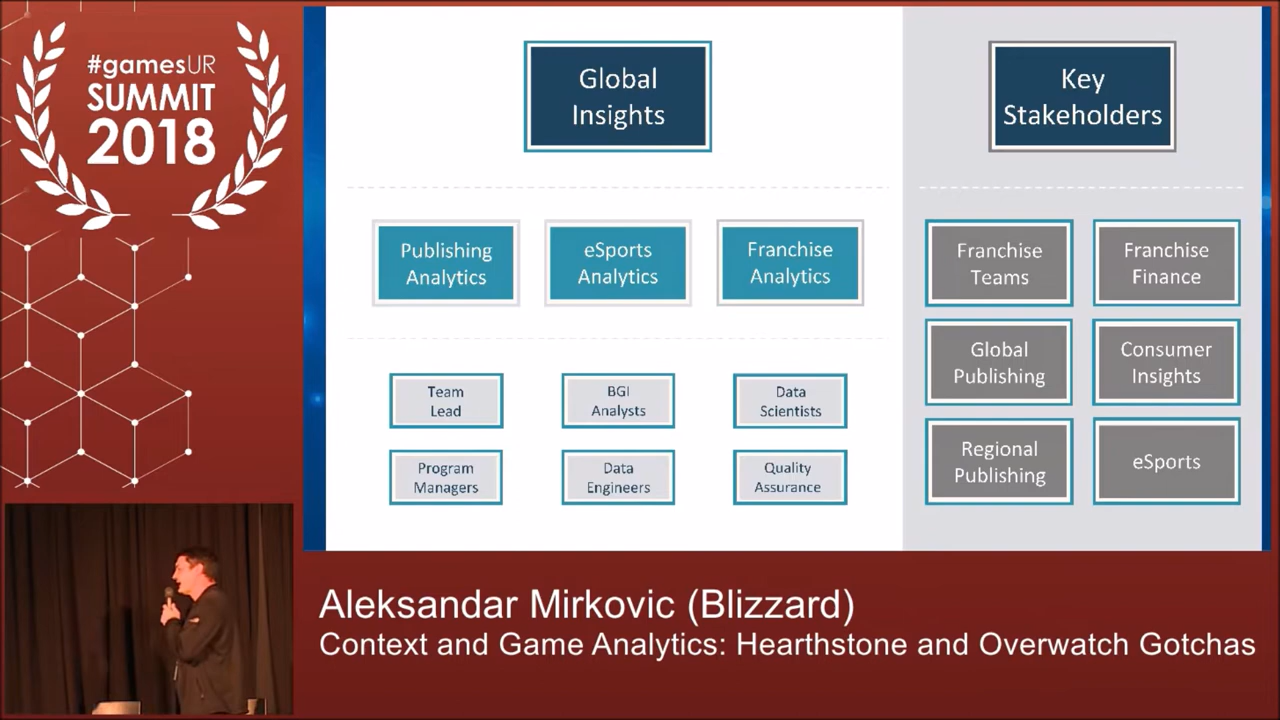 #gamesUR
SUMMIT
2018
Global
Insights
Key
Stakeholders
Publishing
Analytics
eSports
Analytics
Franchise
Analytics
Franchise
Teams
Franchise
Finance
Global
Publishing
Consumer
Insights
Team
Lead
BGI
Analysts
Data
Scientists
Regional
Publishing
eSports
Program
Managers
Data
Engineers
Quality
Assurance
Aleksandar Mirkovic (Blizzard)
Context and Game Analytics: Hearthstone and Overwatch Gotchas